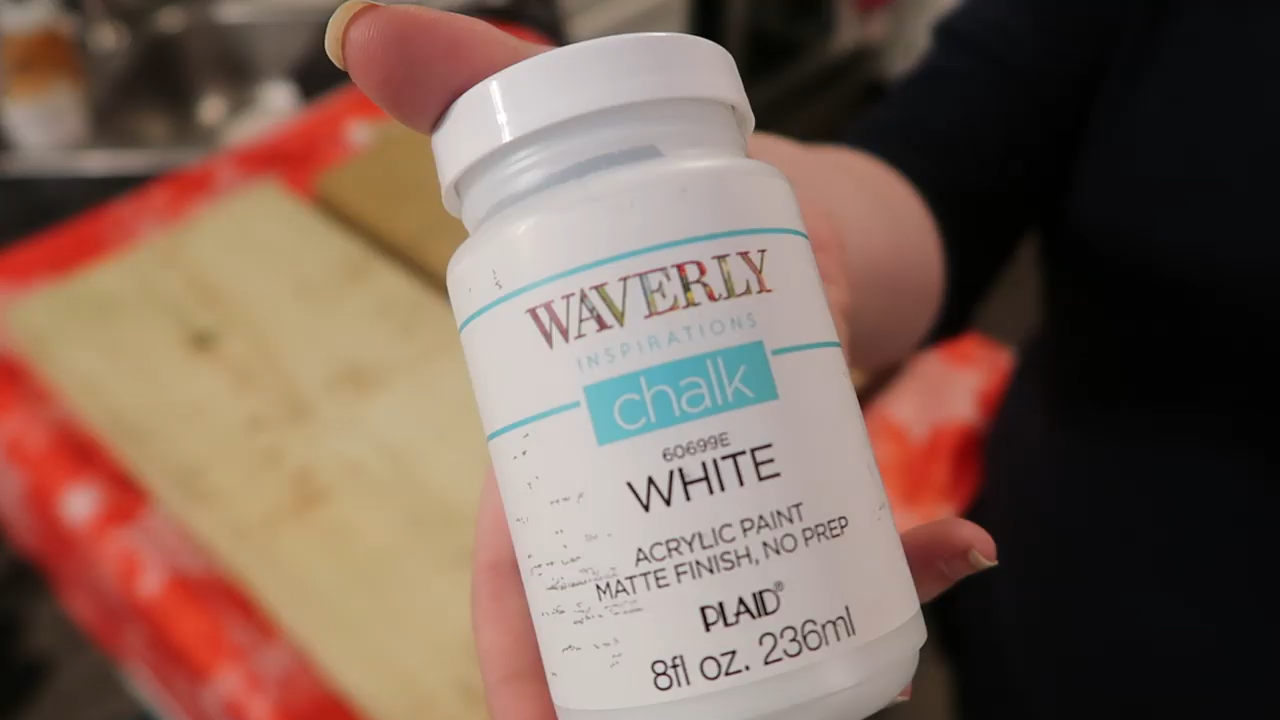 WAVERLY
INSPIRATIONS
chalk
60699E
WHITE
ACRYLIC PAINT
MATTE FINISH, NO PREP
PLAID®
8fl oz. 236ml